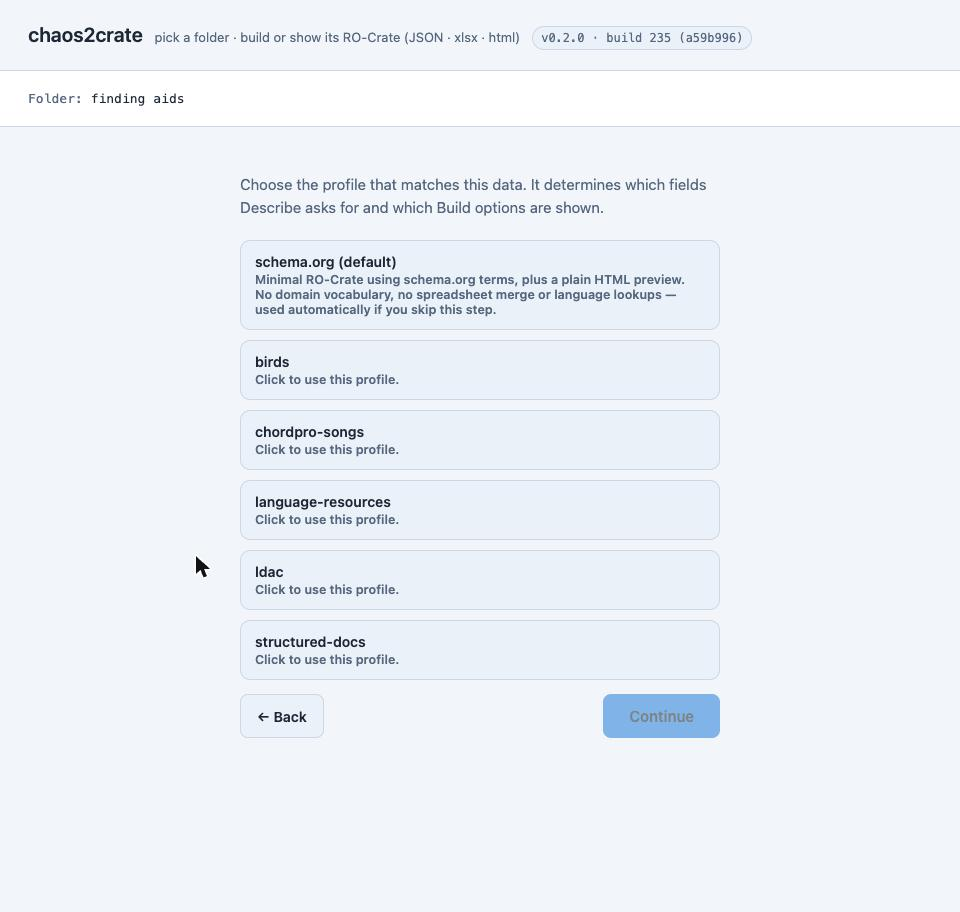 chaos2crate pick a folder · build or show its RO-Crate (JSON · xlsx · html) v0.2.0 · build 235 (a59b996)
Folder: finding aids
Choose the profile that matches this data. It determines which fields
Describe asks for and which Build options are shown.
schema.org (default)
Minimal RO-Crate using schema.org terms, plus a plain HTML preview.
No domain vocabulary, no spreadsheet merge or language lookups —
used automatically if you skip this step.
birds
Click to use this profile.
chordpro-songs
Click to use this profile.
language-resources
Click to use this profile.
ldac
Click to use this profile.
structured-docs
Click to use this profile.
← Back
Continue